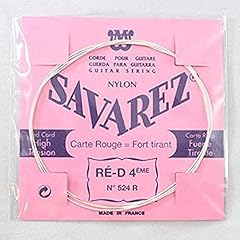 CORDE POUR GUITARE
CUERDA PARA GUITARRA
GUITAR STRING
NYLON
SAVAREZ
Carte Rouge = Fort tirant
Red Card
High
Tension
Carta Roja
Fuerte
RÉ-D 4ÈME
N° 524 R
MADE IN FRANCE